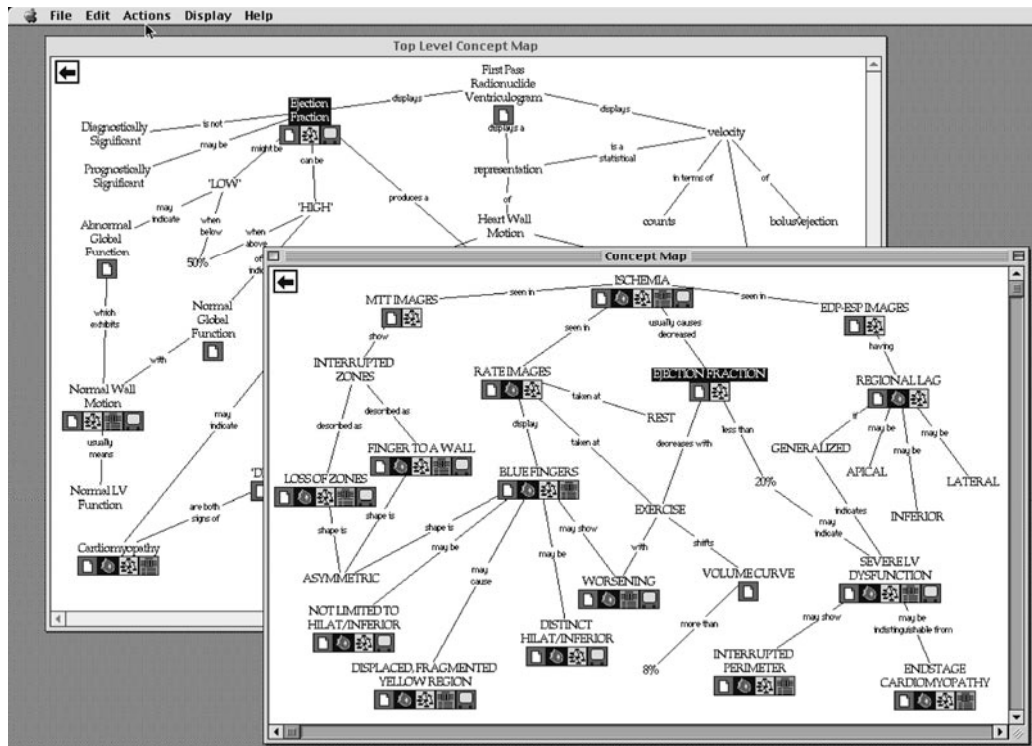 File Edit Actions Display Help
Top Level Concept Map
First Pass
Radionuclide
Ventriculogram
displays
displays
Ejection
Fraction
Diagnostically
Significant
is not
may be
might be
can be
Prognostically
Significant
displays a
velocity
is a
statistical
representation
in terms of
of
'LOW'
produces a
of
may
indicate
when
below
'HIGH'
counts
bolus ejection
Heart Wall
Motion
Abnormal
Global
Function
when
above
50%
of
Normal
Global
Function
which
exhibits
with
Normal Wall
Motion
usually
means
may
indicate
Normal LV
Function
are both
signs of
Cardiomyopathy
Concept Map
ISCHEMIA
seen in
seen in
MTT IMAGES
EDP-ESP IMAGES
seen in
usually causes
decreased
show
having
INTERRUPTED
ZONES
RATE IMAGES
EJECTION FRACTION
REGIONAL LAG
taken at
REST
described as
described as
display
taken at
decreases with
less than
if
may be
may be
may be
GENERALIZED
FINGER TO A WALL
LOSS OF ZONES
BLUE FINGERS
20%
APICAL
LATERAL
EXERCISE
INFERIOR
shape is
shape is
shape is
may be
may show
may
indicate
indicates
may be
with
shifts
ASYMMETRIC
may
cause
WORSENING
VOLUME CURVE
SEVERE LV
DYSFUNCTION
NOT LIMITED TO
HILAT/INFERIOR
DISTINCT
HILAT/INFERIOR
more than
may show
may be
indistinguishable from
DISPLACED, FRAGMENTED
YELLOW REGION
8%
INTERRUPTED
PERIMETER
ENDSTAGE
CARDIOMYOPATHY